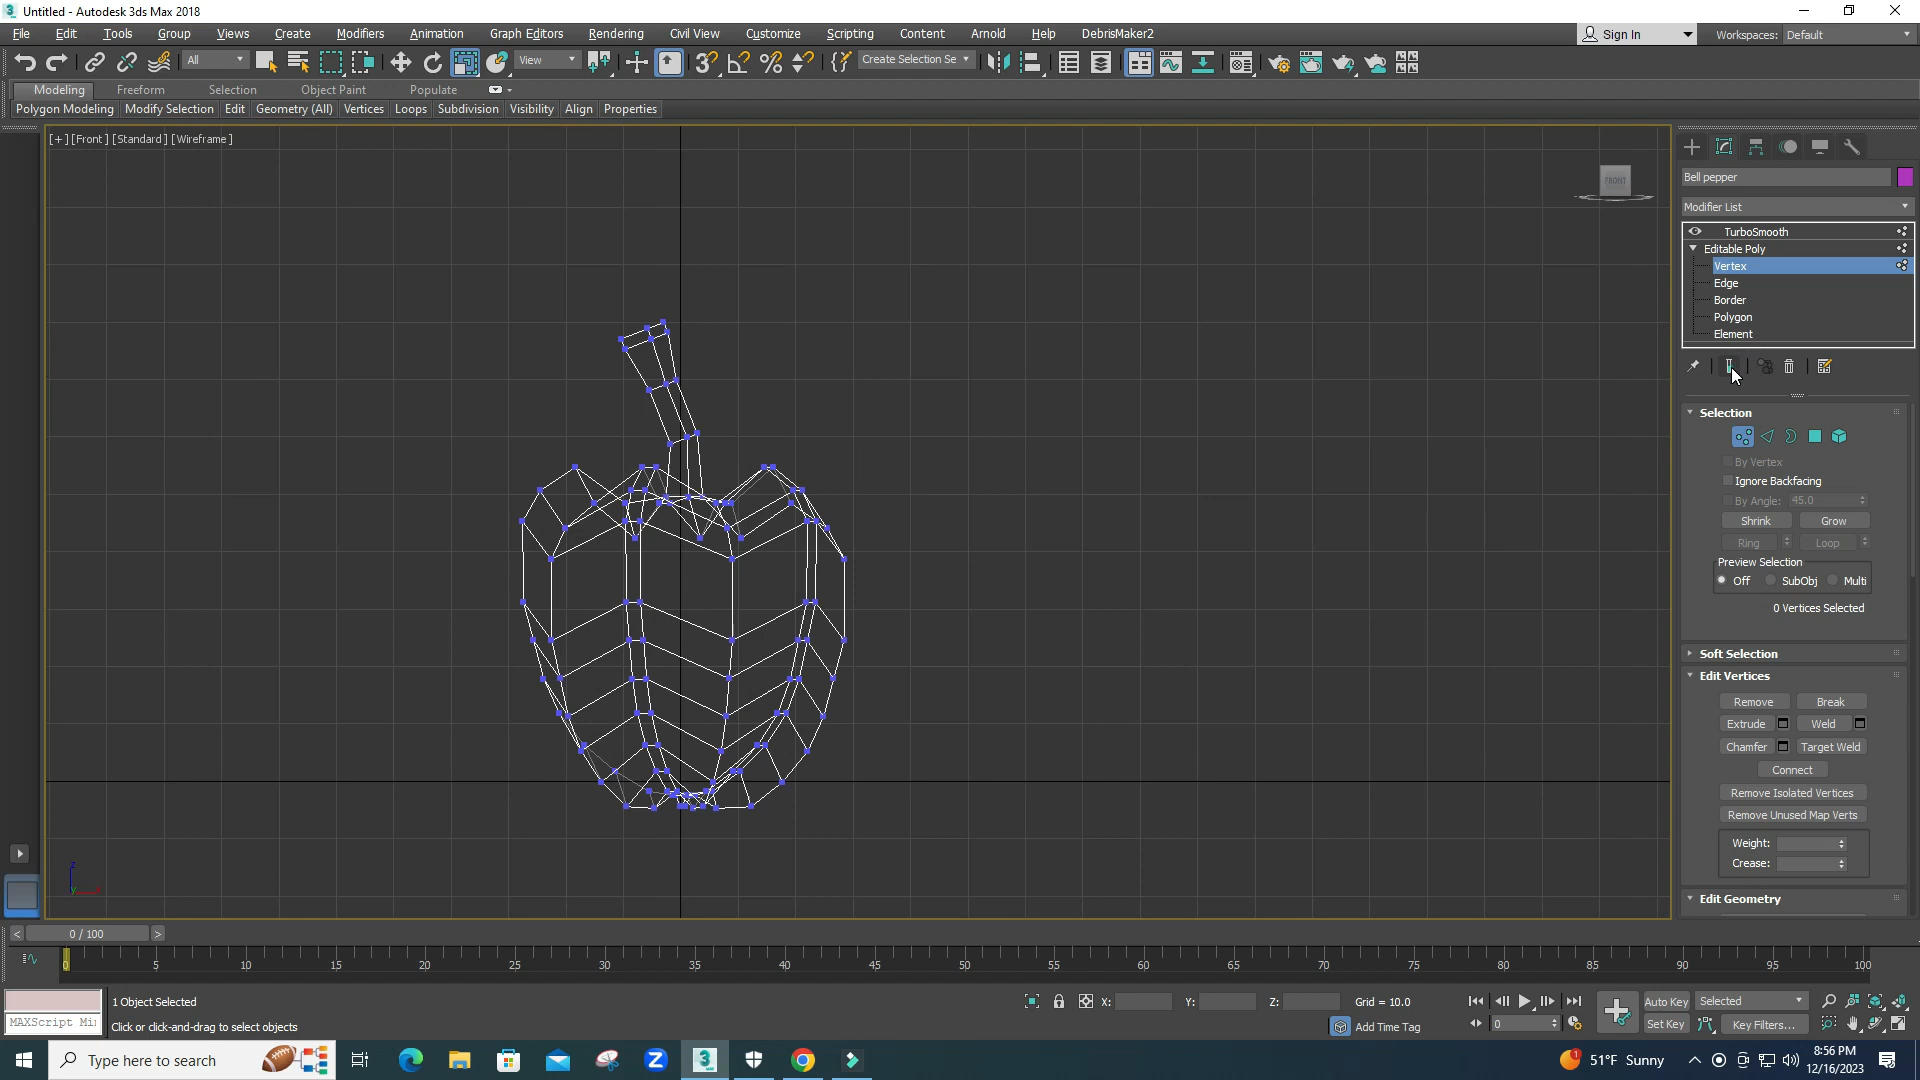 Untitled - Autodesk 3ds Max 2018
File Edit Tools Group Views Create Modifiers Animation Graph Editors Rendering Civil View Customize Scripting Content Arnold Help DebrisMaker2
Sign In Workspaces: Default
All View Create Selection Se
Modeling Freeform Selection Object Paint Populate
Polygon Modeling Modify Selection Edit Geometry (All) Vertices Loops Subdivision Visibility Align Properties
[+] [Front] [Standard] [Wireframe]
FRONT
Bell pepper
Modifier List
TurboSmooth
Editable Poly
Vertex
Edge
Border
Polygon
Element
Selection
By Vertex
Ignore Backfacing
By Angle: 45.0
Shrink Grow
Ring Loop
Preview Selection
Off SubObj Multi
0 Vertices Selected
Soft Selection
Edit Vertices
Remove Break
Extrude Weld
Chamfer Target Weld
Connect
Remove Isolated Vertices
Remove Unused Map Verts
Weight:
Crease:
Edit Geometry
z
y
< 0 / 100 >
0 5 10 15 20 25 30 35 40 45 50 55 60 65 70 75 80 85 90 95 100
1 Object Selected X: Y: Z: Grid = 10.0 Auto Key Selected
MAXScript Mi Click or click-and-drag to select objects Add Time Tag 0 Set Key Key Filters...
Type here to search 51°F Sunny
8:56 PM
12/16/2023